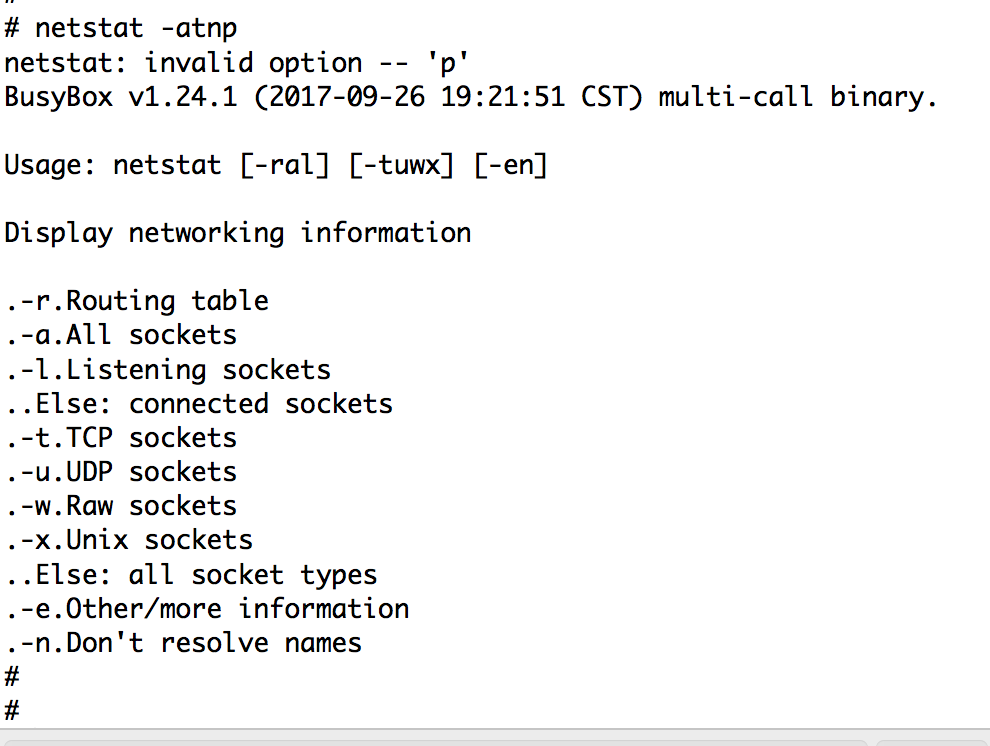 #
# netstat -atnp
netstat: invalid option -- 'p'
BusyBox v1.24.1 (2017-09-26 19:21:51 CST) multi-call binary.
Usage: netstat [-ral] [-tuwx] [-en]
Display networking information
.-r.Routing table
.-a.All sockets
.-l.Listening sockets
..Else: connected sockets
.-t.TCP sockets
.-u.UDP sockets
.-w.Raw sockets
.-x.Unix sockets
..Else: all socket types
.-e.Other/more information
.-n.Don't resolve names
#
#